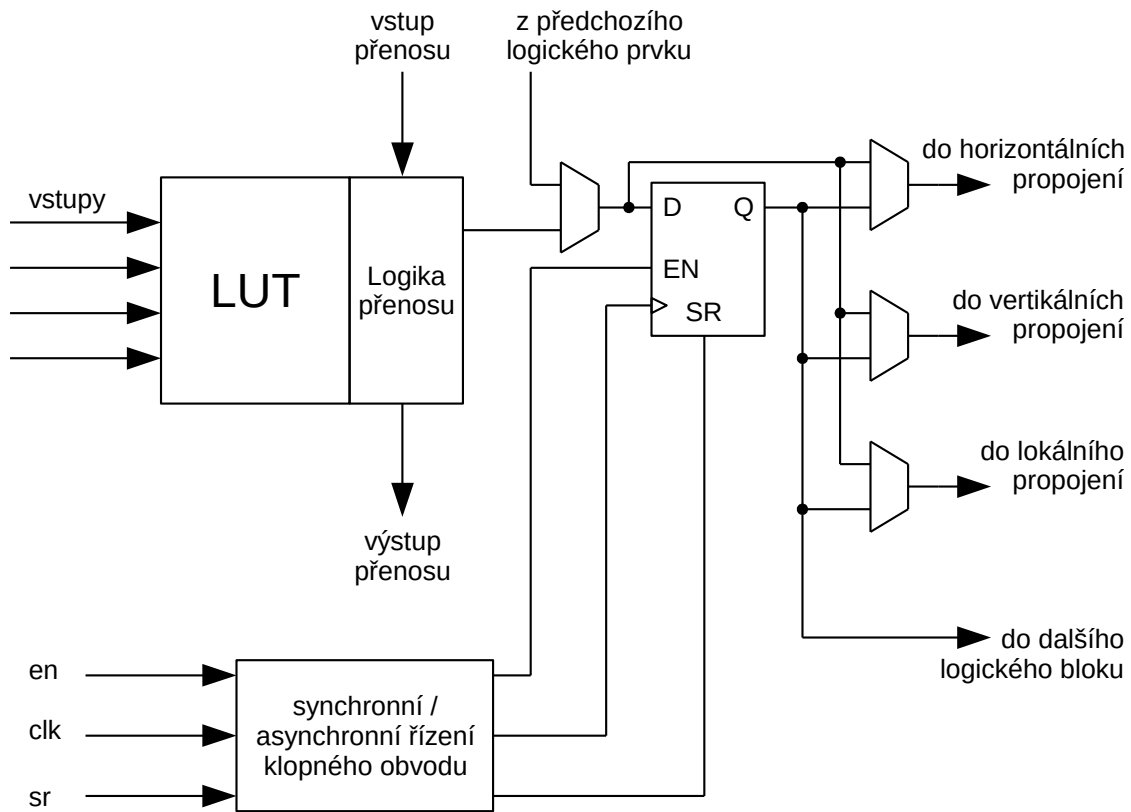 vstup
přenosu
z předchozího
logického prvku
do horizontálních
propojení
vstupy
D
Q
LUT
Logika
přenosu
EN
SR
do vertikálních
propojení
do lokálního
propojení
výstup
přenosu
do dalšího
logického bloku
en
clk
sr
synchronní /
asynchronní řízení
klopného obvodu